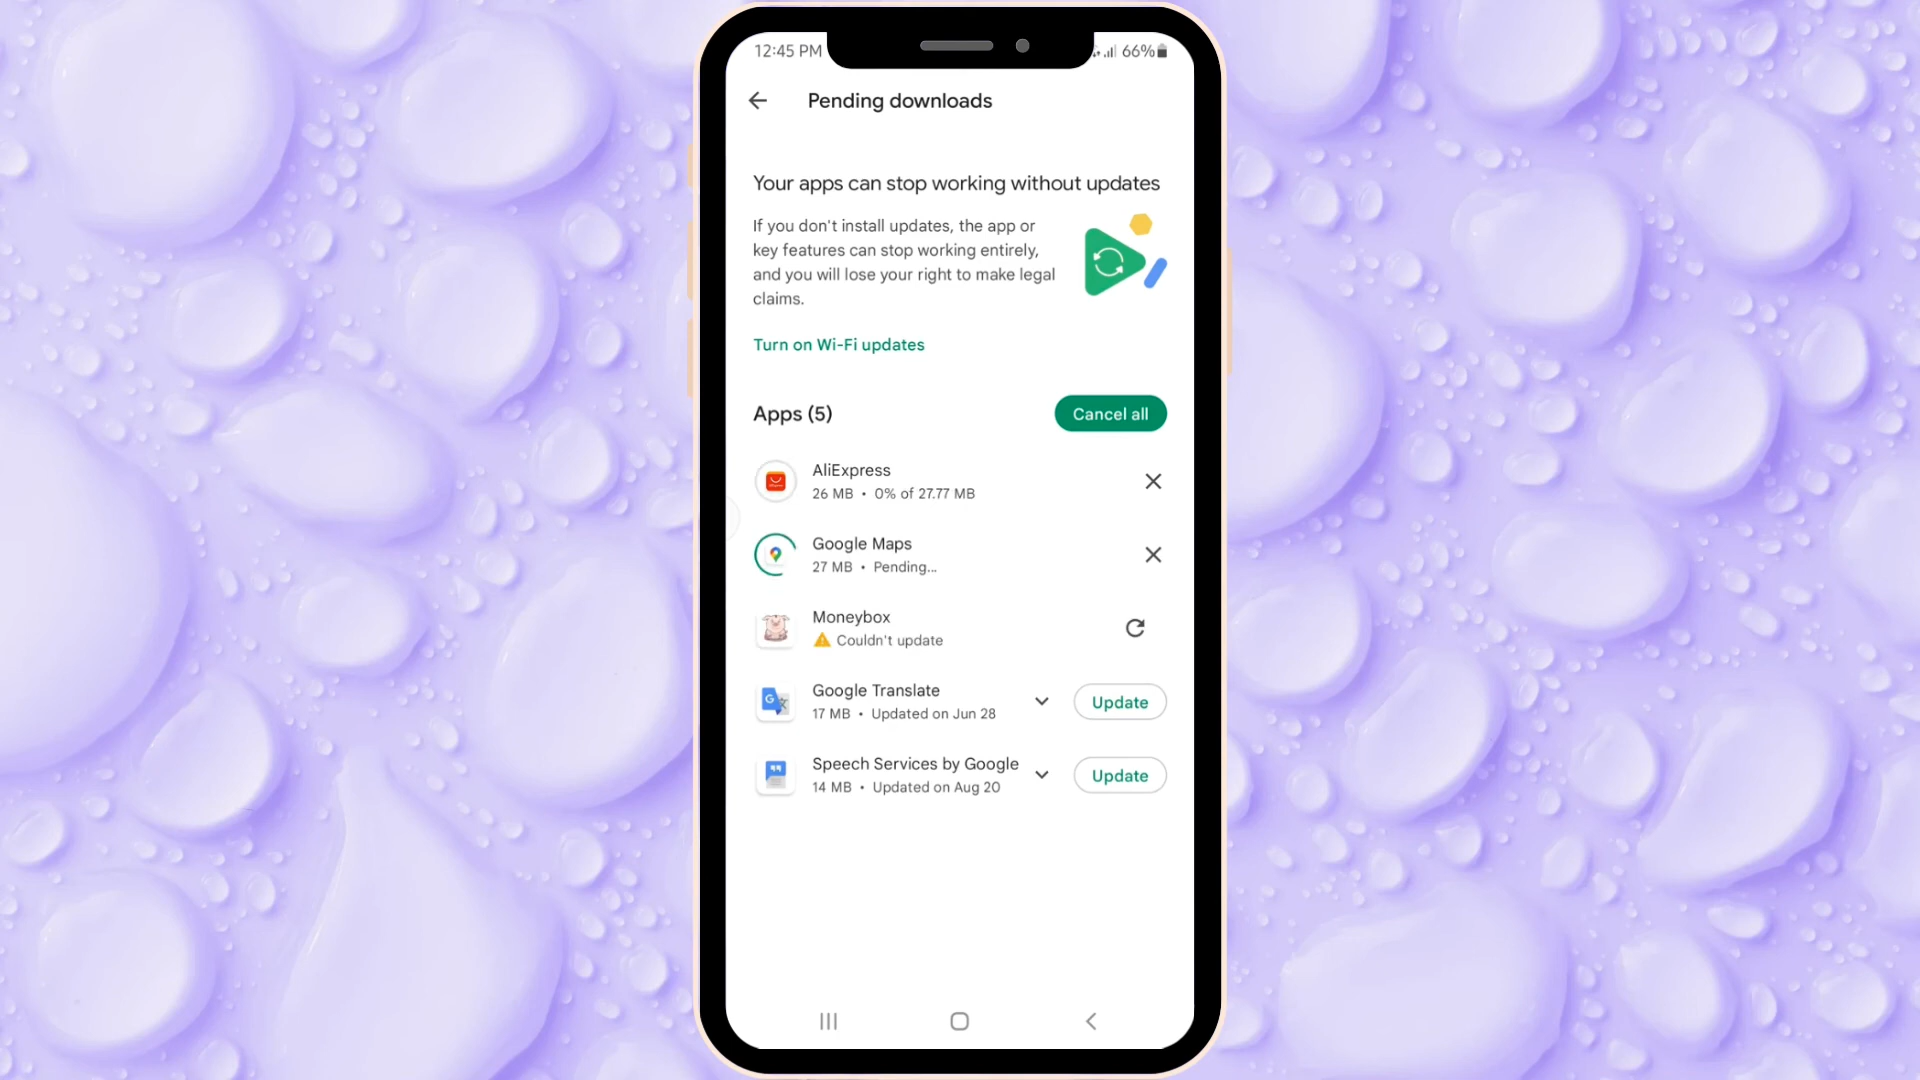 12:45 PM
66%
Pending downloads
Your apps can stop working without updates
If you don't install updates, the app or
key features can stop working entirely,
and you will lose your right to make legal
claims.
Turn on Wi-Fi updates
Apps (5)
Cancel all
AliExpress
26 MB • 0% of 27.77 MB
Google Maps
27 MB • Pending...
Moneybox
Couldn't update
Google Translate
17 MB • Updated on Jun 28
Update
Speech Services by Google
14 MB • Updated on Aug 20
Update